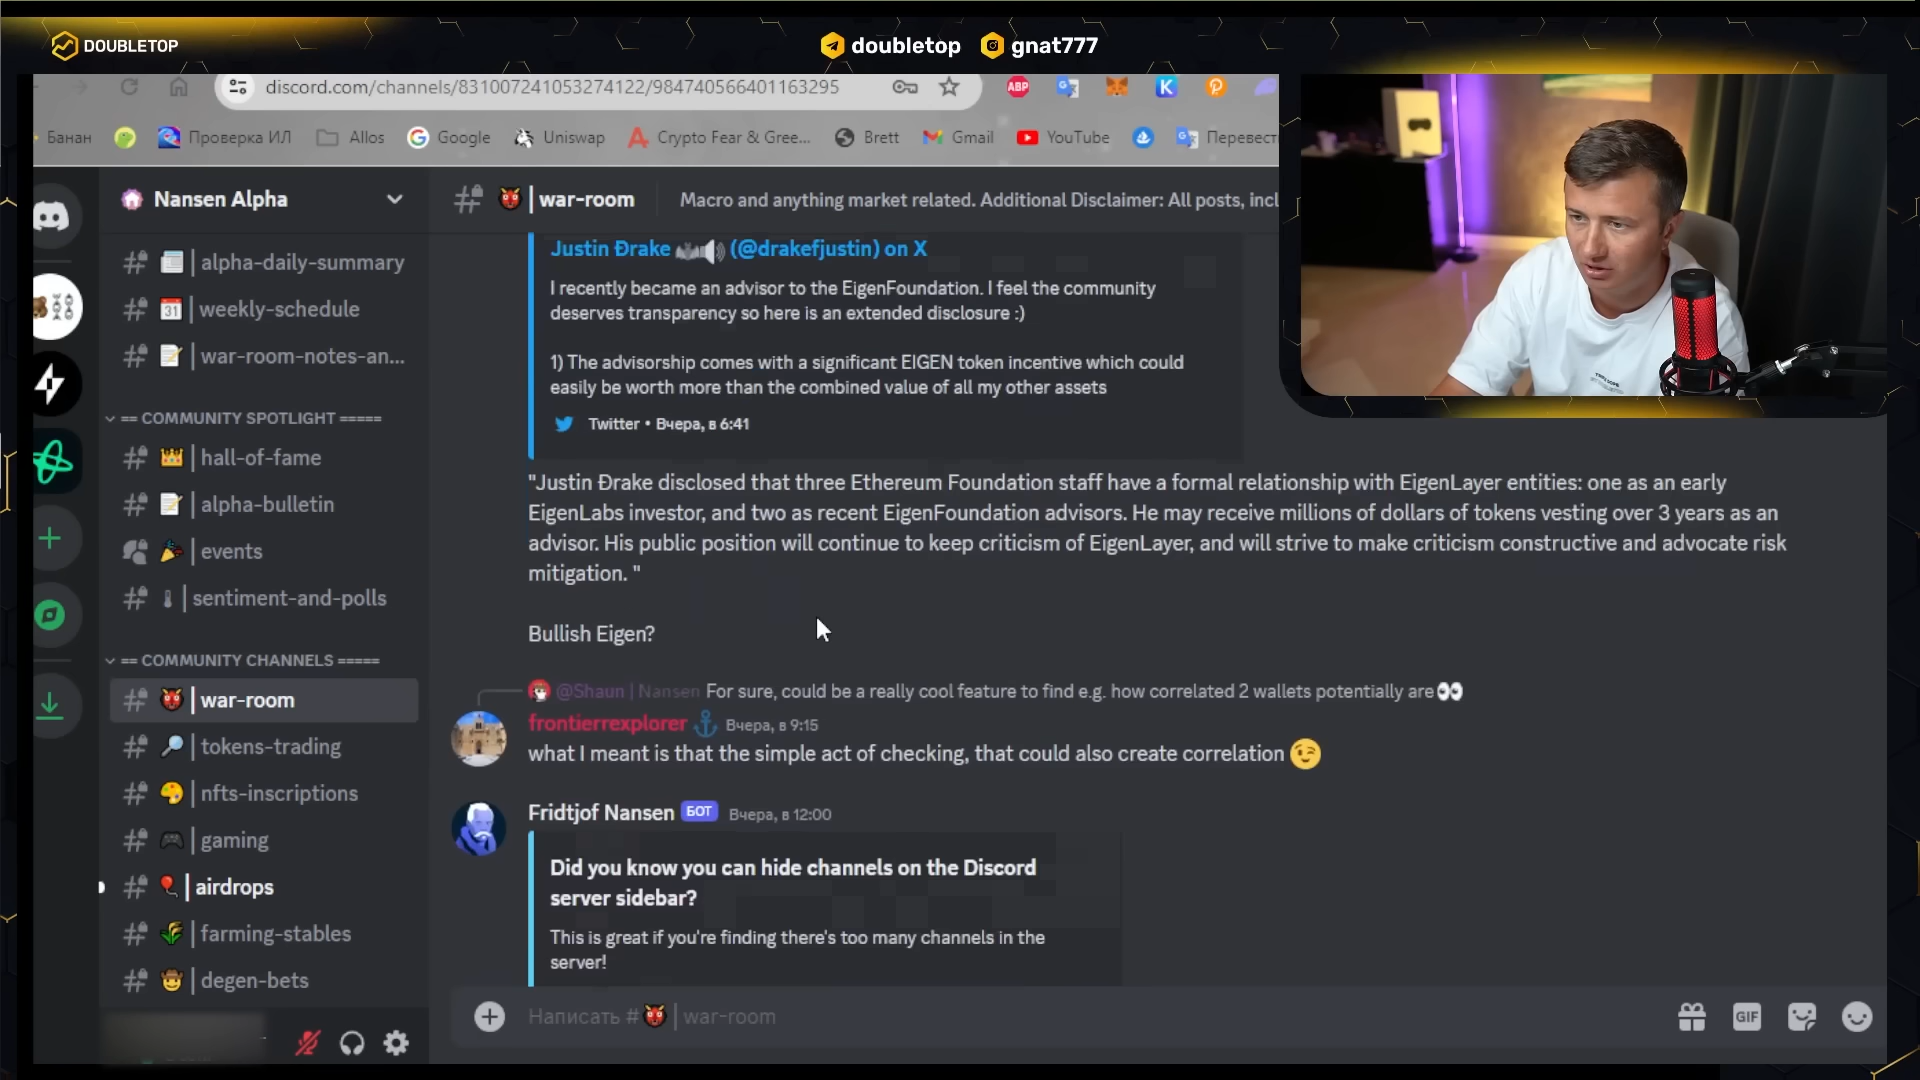 DOUBLETOP
doubletop gnat777
discord.com/channels/831007241053274122/984740566401163295
ABP K
Банан Проверка ИЛ Allos Google Uniswap Crypto Fear & Gree... Brett Gmail YouTube Перевест
Nansen Alpha
war-room Macro and anything market related. Additional Disclaimer: All posts, incl
alpha-daily-summary
31 weekly-schedule
war-room-notes-an...
== COMMUNITY SPOTLIGHT =====
hall-of-fame
alpha-bulletin
events
sentiment-and-polls
== COMMUNITY CHANNELS =====
war-room
tokens-trading
nfts-inscriptions
gaming
airdrops
farming-stables
degen-bets
Justin Ðrake (@drakefjustin) on X
I recently became an advisor to the EigenFoundation. I feel the community
deserves transparency so here is an extended disclosure :)
1) The advisorship comes with a significant EIGEN token incentive which could
easily be worth more than the combined value of all my other assets
Twitter • Вчера, в 6:41
"Justin Ðrake disclosed that three Ethereum Foundation staff have a formal relationship with EigenLayer entities: one as an early
EigenLabs investor, and two as recent EigenFoundation advisors. He may receive millions of dollars of tokens vesting over 3 years as an
advisor. His public position will continue to keep criticism of EigenLayer, and will strive to make criticism constructive and advocate risk
mitigation. "
Bullish Eigen?
@Shaun | Nansen For sure, could be a really cool feature to find e.g. how correlated 2 wallets potentially are👀
frontierrexplorer Вчера, в 9:15
what I meant is that the simple act of checking, that could also create correlation 😉
Fridtjof Nansen БОТ Вчера, в 12:00
Did you know you can hide channels on the Discord
server sidebar?
This is great if you're finding there's too many channels in the
server!
Написать # | war-room
GIF